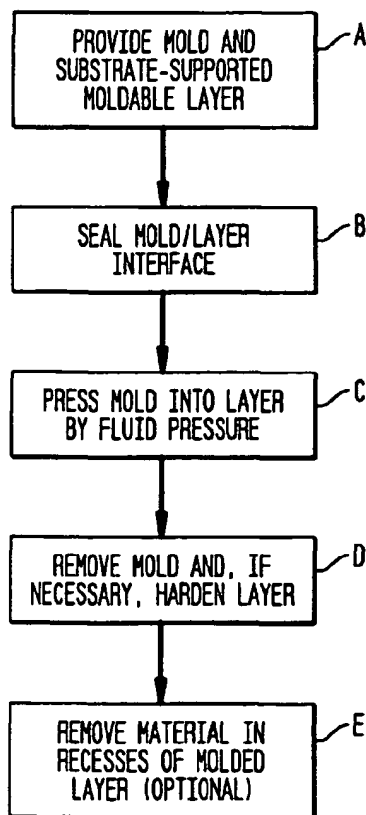 PROVIDE MOLD AND
SUBSTRATE-SUPPORTED
MOLDABLE LAYER
A
SEAL MOLD/LAYER
INTERFACE
B
PRESS MOLD INTO LAYER
BY FLUID PRESSURE
C
REMOVE MOLD AND, IF
NECESSARY, HARDEN LAYER
D
REMOVE MATERIAL IN
RECESSES OF MOLDED
LAYER (OPTIONAL)
E